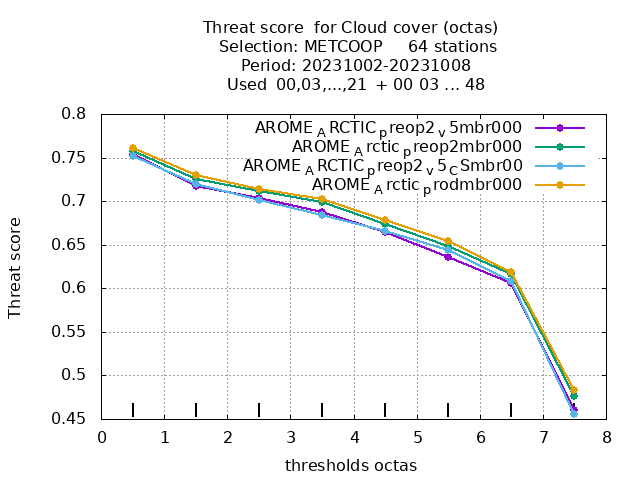 Threat score  for Cloud cover (octas)
Selection: METCOOP     64 stations
Period: 20231002-20231008
Used  00,03,...,21  + 00 03 ... 48
0.8
0.75
0.7
0.65
0.6
0.55
0.5
0.45
Threat score
AROME_ARCTIC_preop2_v5mbr000
AROME_Arctic_preop2mbr000
AROME_ARCTIC_preop2_v5_CSmbr00
AROME_Arctic_prodmbr000
0 1 2 3 4 5 6 7 8
thresholds octas